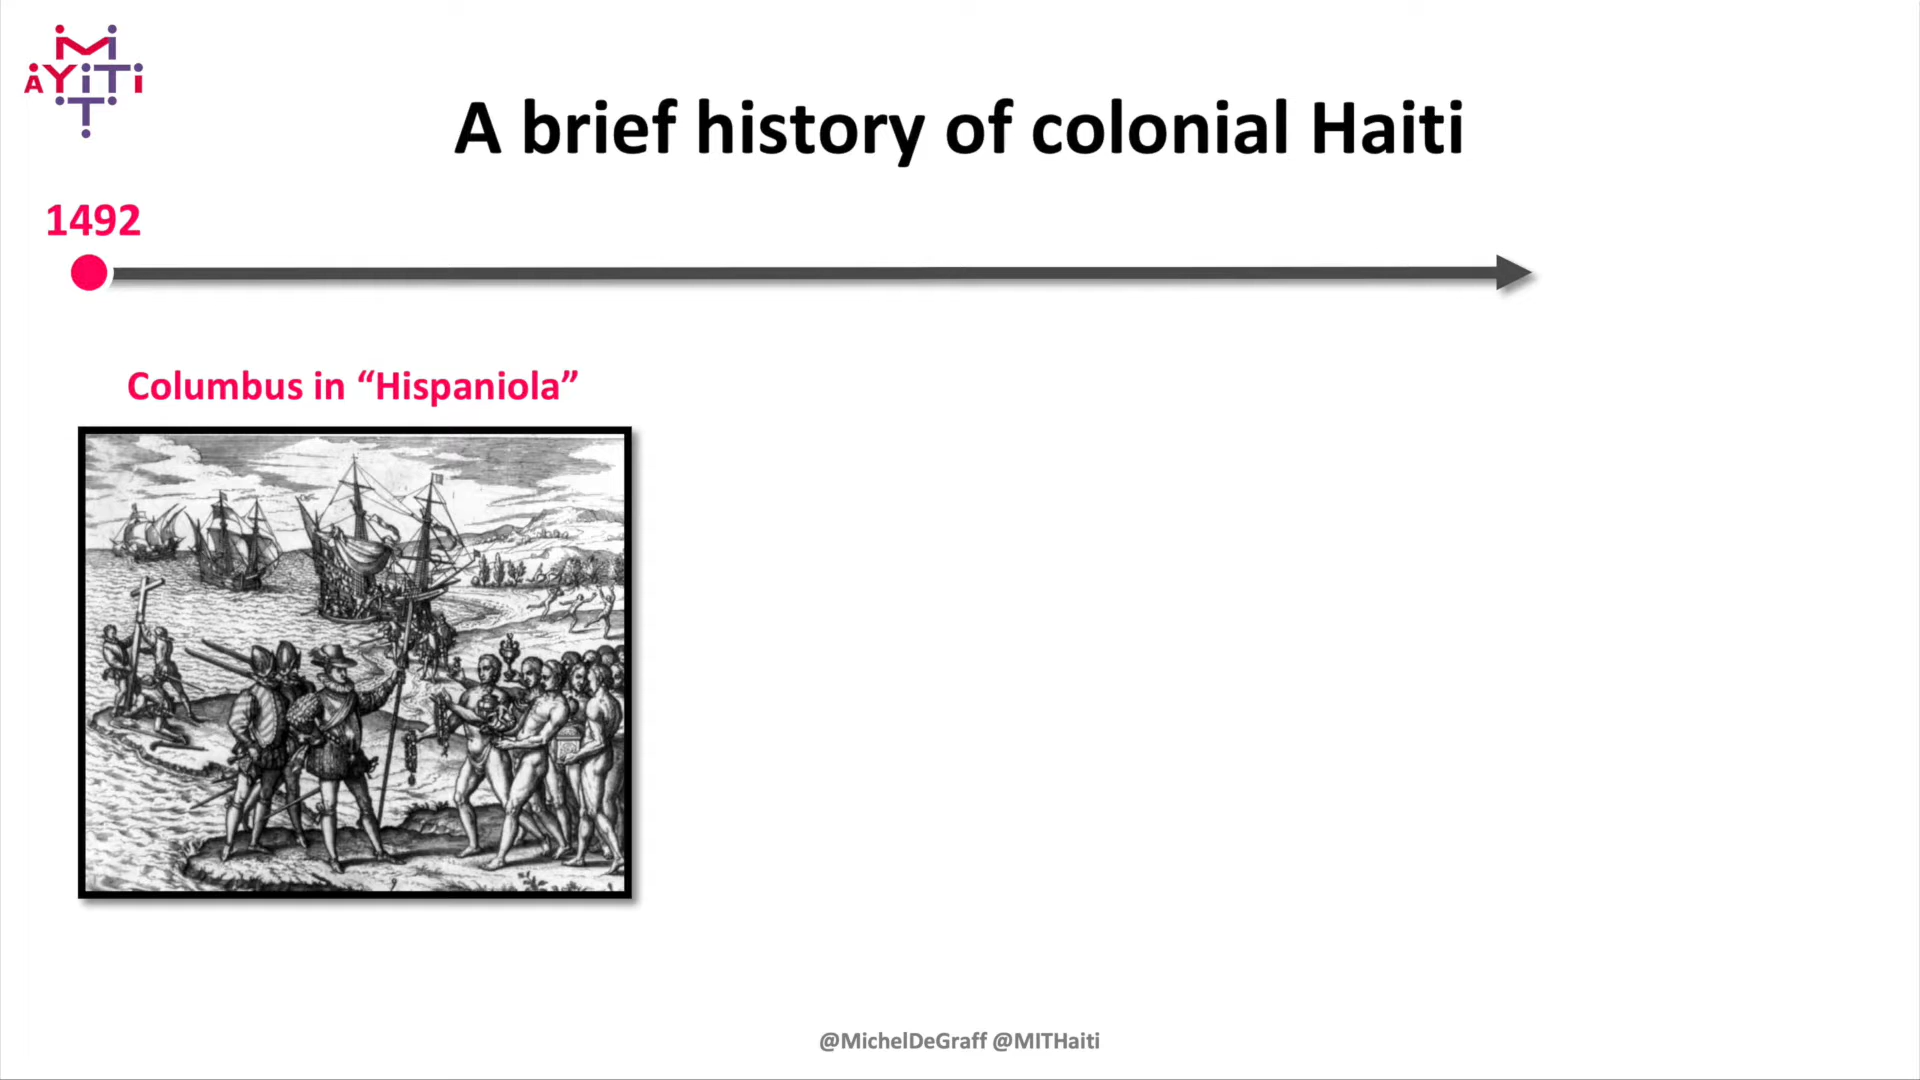 MIT
AYITI
A brief history of colonial Haiti
1492
Columbus in “Hispaniola”
@MichelDeGraff @MITHaiti